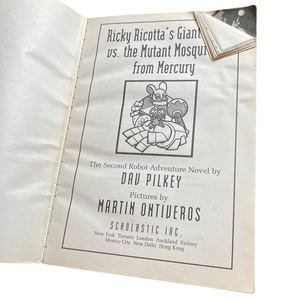 Ricky Ricotta's Giant
vs. the Mutant Mosqui
from Mercury
The Second Robot Adventure Novel by
DAV PILKEY
Pictures by
MARTIN ONTIVEROS
SCHOLASTIC INC.
New York Toronto London Auckland Sydney
Mexico City New Delhi Hong Kong